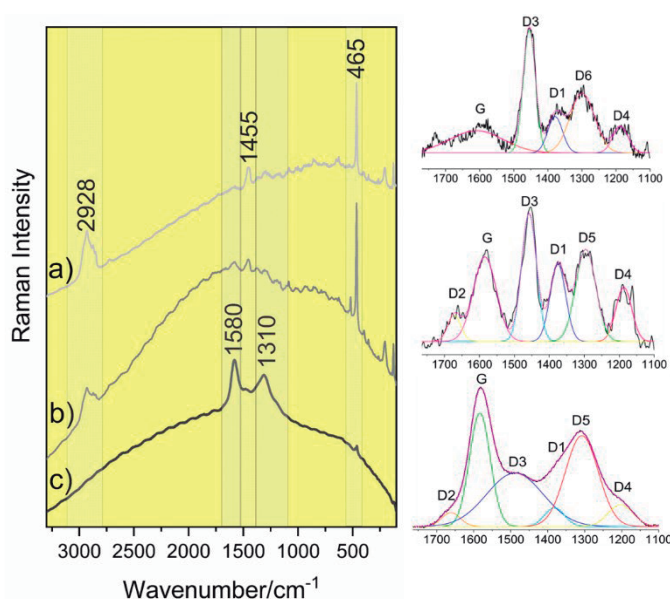 Raman Intensity
2928
1455
465
1580
1310
a)
b)
c)
3000 2500 2000 1500 1000 500
Wavenumber/cm⁻¹
D3
G
D1
D6
D4
1700 1600 1500 1400 1300 1200 1100
D3
G
D2
D1
D5
D4
1700 1600 1500 1400 1300 1200 1100
G
D5
D1
D3
D2
D4
1700 1600 1500 1400 1300 1200 1100